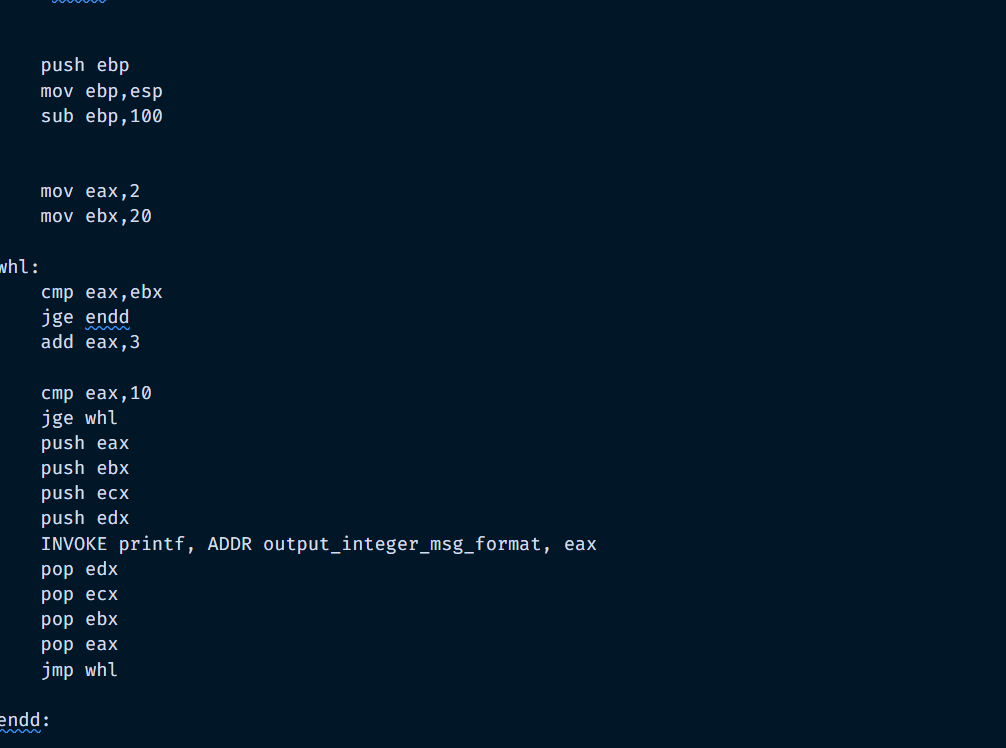 push ebp
mov ebp,esp
sub ebp,100
mov eax,2
mov ebx,20
whl:
cmp eax,ebx
jge endd
add eax,3
cmp eax,10
jge whl
push eax
push ebx
push ecx
push edx
INVOKE printf, ADDR output_integer_msg_format, eax
pop edx
pop ecx
pop ebx
pop eax
jmp whl
endd: